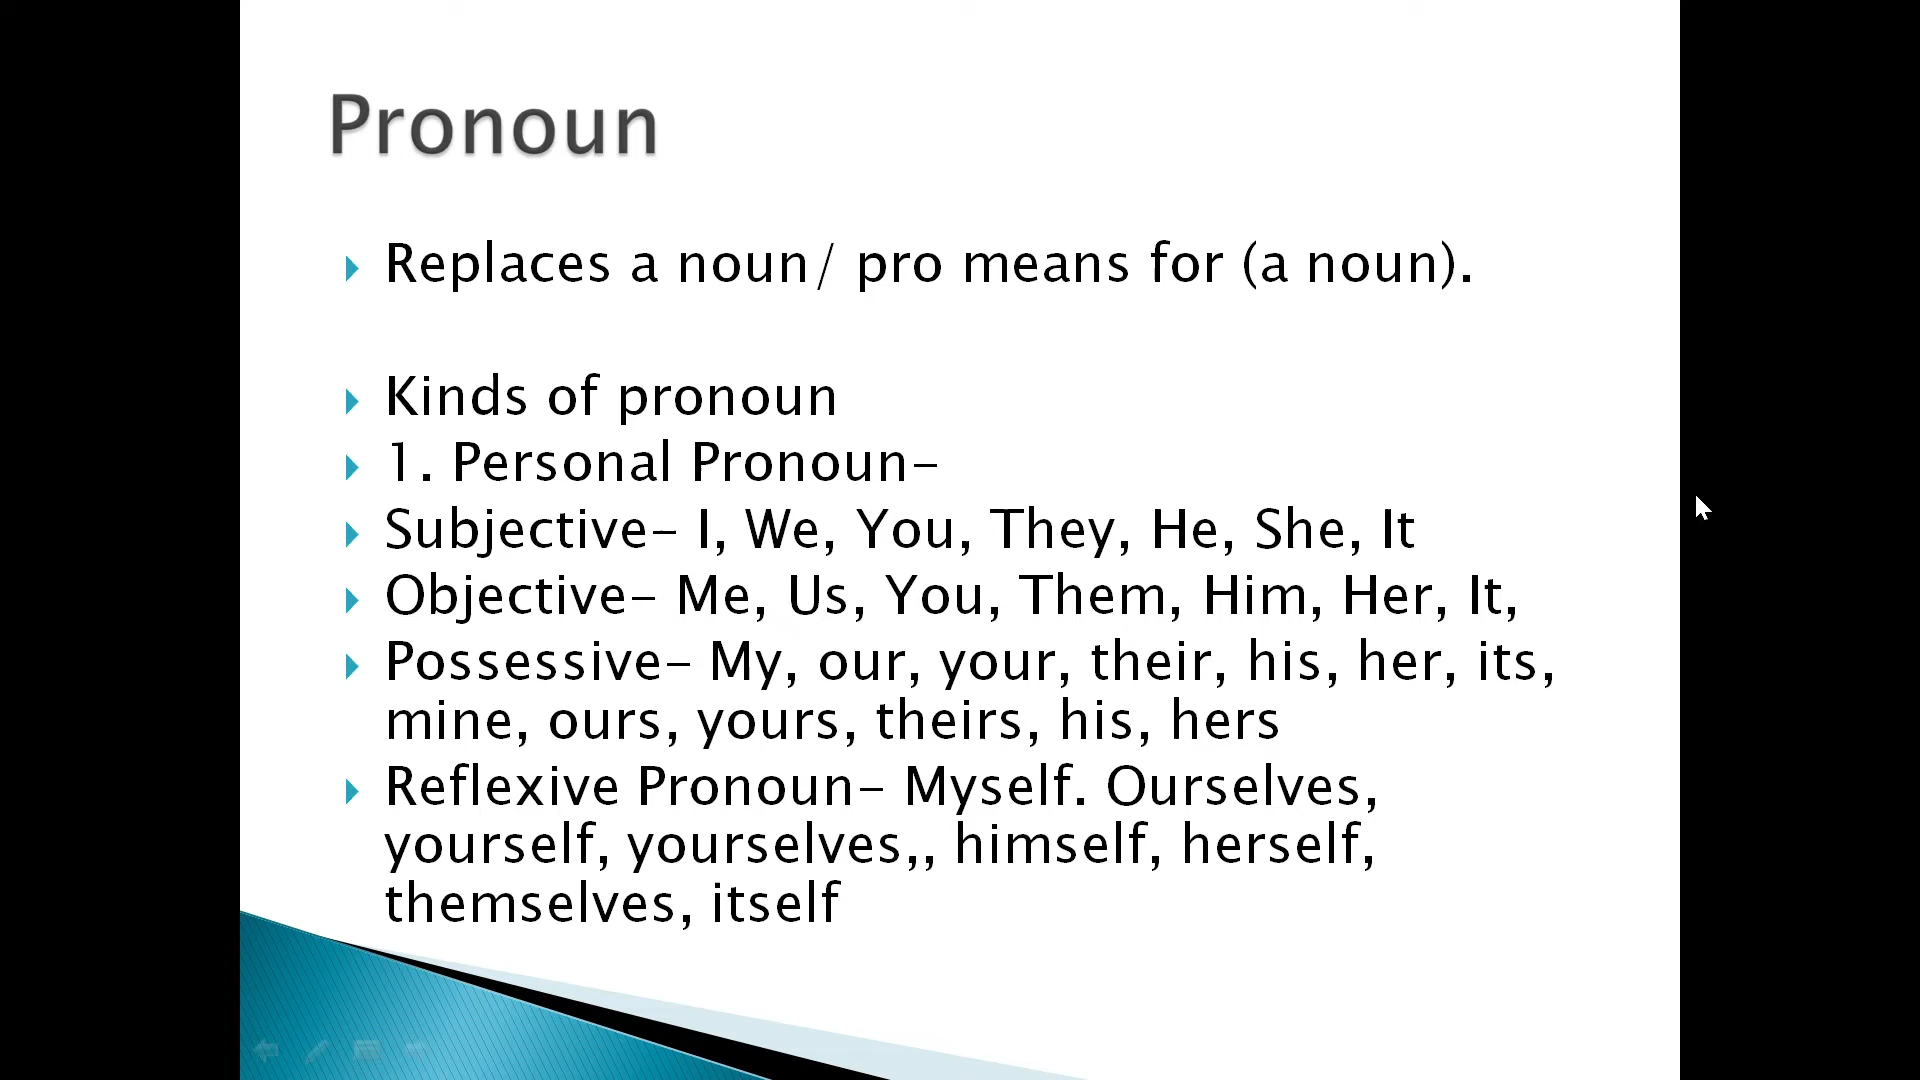 Pronoun
Replaces a noun/ pro means for (a noun).
Kinds of pronoun
1. Personal Pronoun-
Subjective- I, We, You, They, He, She, It
Objective- Me, Us, You, Them, Him, Her, It,
Possessive- My, our, your, their, his, her, its,
mine, ours, yours, theirs, his, hers
Reflexive Pronoun- Myself. Ourselves,
yourself, yourselves,, himself, herself,
themselves, itself